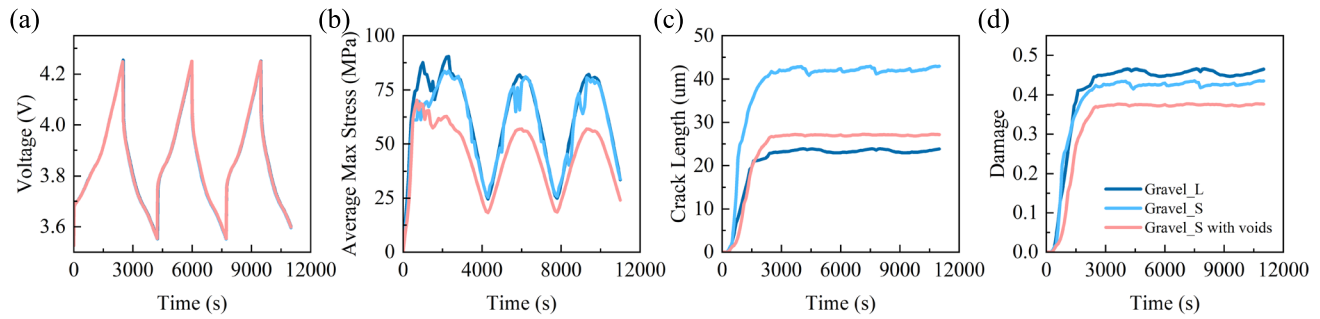 (a)
Voltage (V)
4.2
4.0
3.8
3.6
0
3000
6000
9000
12000
Time (s)
(b)
Average Max Stress (MPa)
100
75
50
25
0
0
4000
8000
12000
Time (s)
(c)
Crack Length (um)
50
40
30
20
10
0
0
3000
6000
9000
12000
Time (s)
(d)
Damage
0.5
0.4
0.3
0.2
0.1
0.0
0
3000
6000
9000
12000
Time (s)
Gravel_L
Gravel_S
Gravel_S with voids